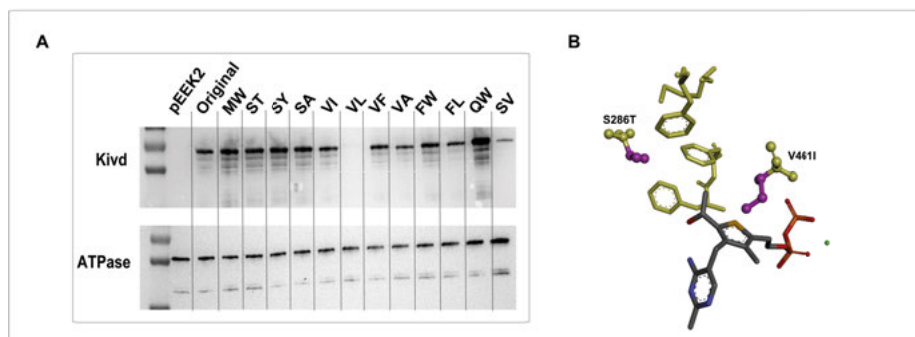 A
pEEK2 Original MW ST SY SA VI VL VF VA FW FL QW SV
Kivd
ATPase
B
S286T
V461I